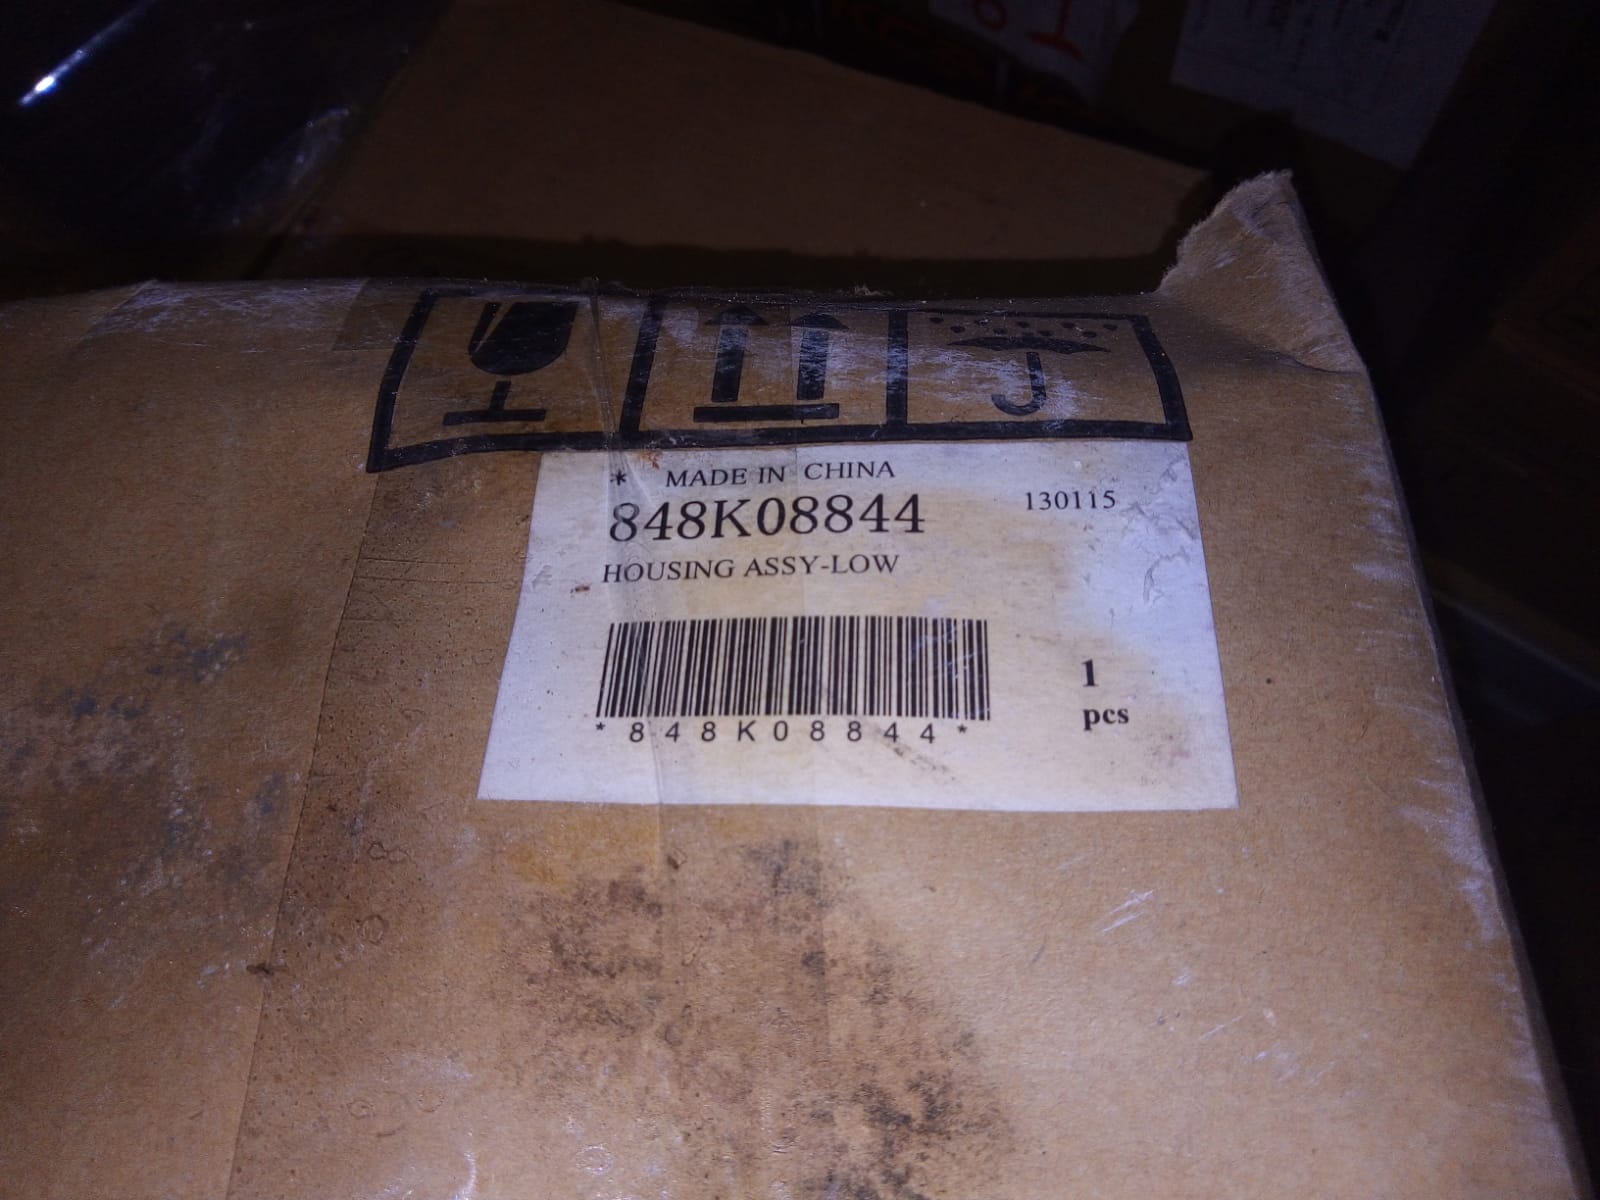 * MADE IN CHINA
848K08844
130115
HOUSING ASSY-LOW
*848K08844*
1
pcs